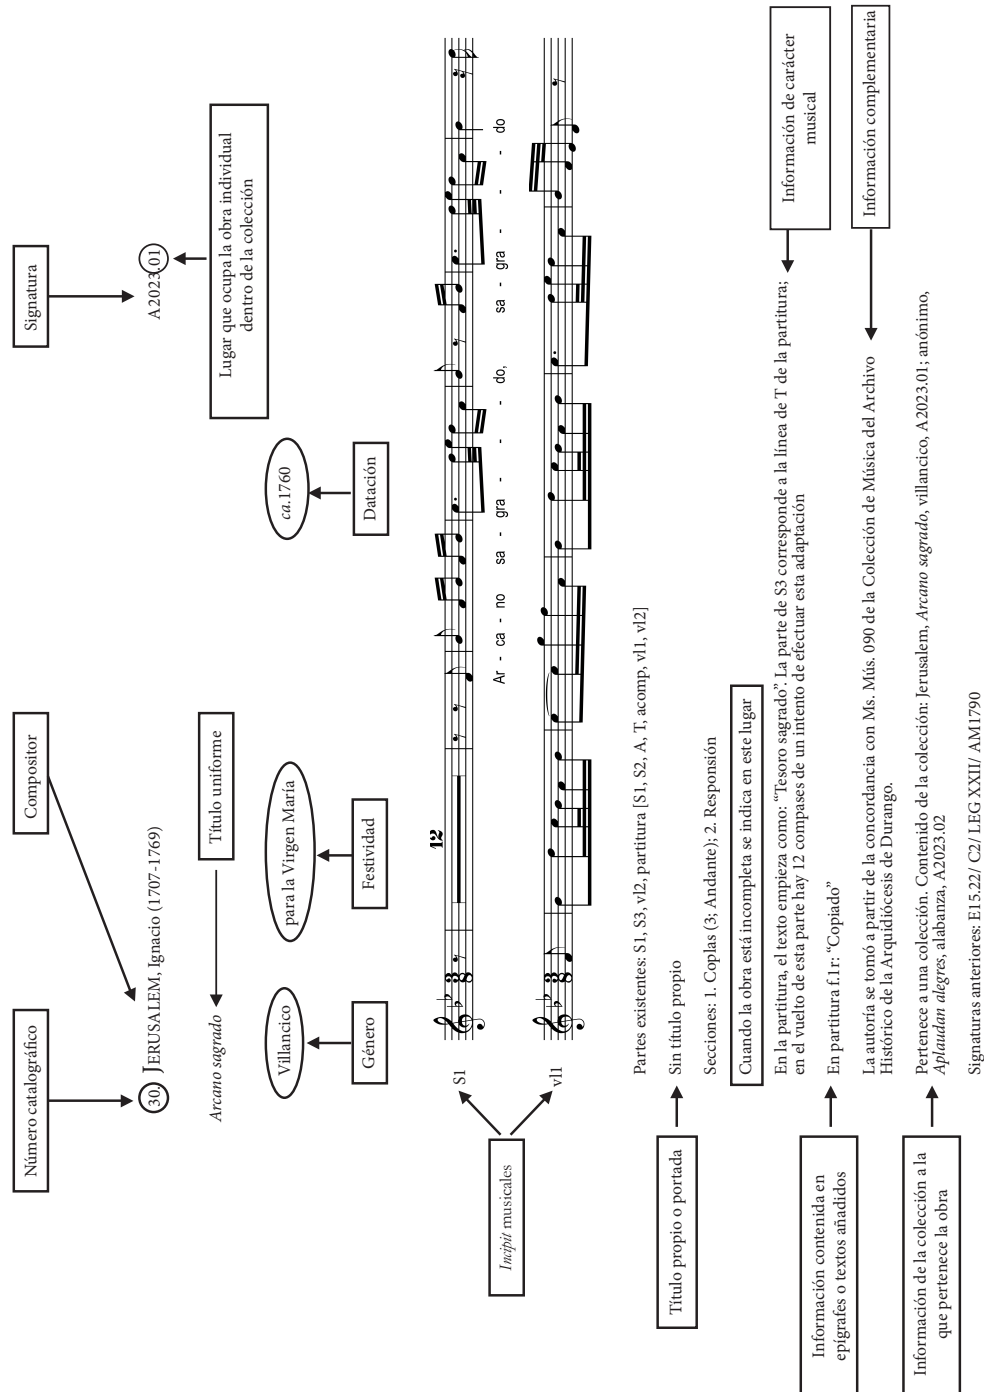 Número catalográfico
Compositor
Signatura
30. JERUSALEM, Ignacio (1707-1769)
A2023.01
Arcano sagrado
Título uniforme
Lugar que ocupa la obra individual
dentro de la colección
Villancico
para la Virgen María
ca.1760
Género
Festividad
Datación
12
S1
Ar - ca - no sa - gra - - do, sa - gra - - do
vl1
Incipit musicales
Partes existentes: S1, S3, vl2, partitura [S1, S2, A, T, acomp, vl1, vl2]
Título propio o portada
Sin título propio
Secciones: 1. Coplas (3; Andante); 2. Responsión
Cuando la obra está incompleta se indica en este lugar
En la partitura, el texto empieza como: “Tesoro sagrado”. La parte de S3 corresponde a la línea de T de la partitura;
en el vuelto de esta parte hay 12 compases de un intento de efectuar esta adaptación
Información de carácter
musical
Información contenida en
epígrafes o textos añadidos
En partitura f.1r: “Copiado”
La autoría se tomó a partir de la concordancia con Ms. Mús. 090 de la Colección de Música del Archivo
Histórico de la Arquidiócesis de Durango.
Información complementaria
Información de la colección a la
que pertenece la obra
Pertenece a una colección. Contenido de la colección: Jerusalem, Arcano sagrado, villancico, A2023.01; anónimo,
Aplaudan alegres, alabanza, A2023.02
Signaturas anteriores: E15.22/ C2/ LEG XXII/ AM1790